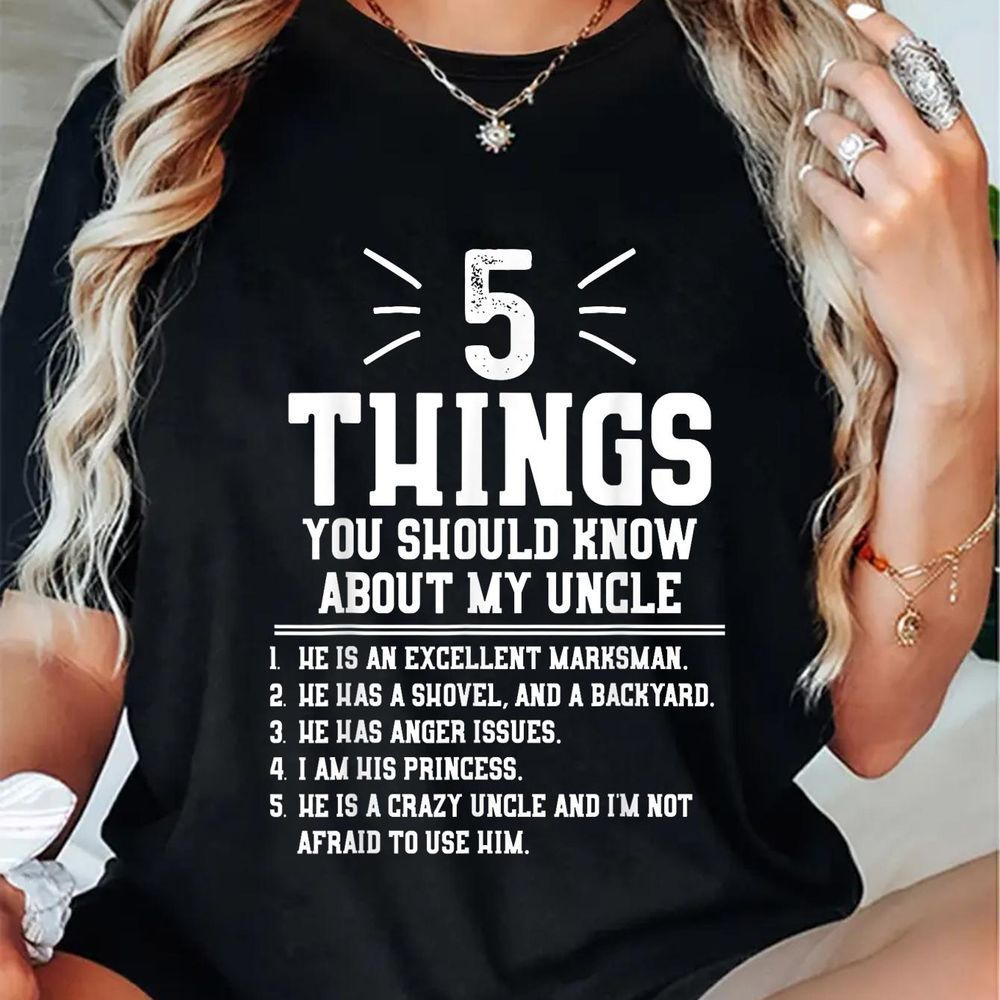 5
THINGS
YOU SHOULD KNOW
ABOUT MY UNCLE
1. HE IS AN EXCELLENT MARKSMAN.
2. HE HAS A SHOVEL, AND A BACKYARD.
3. HE HAS ANGER ISSUES.
4. I AM HIS PRINCESS.
5. HE IS A CRAZY UNCLE AND I'M NOT
AFRAID TO USE HIM.